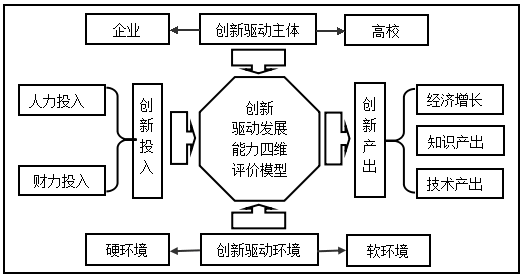 企业
创新驱动主体
高校
人力投入
财力投入
创新投入
创新
驱动发展
能力四维
评价模型
创新产出
经济增长
知识产出
技术产出
硬环境
创新驱动环境
软环境